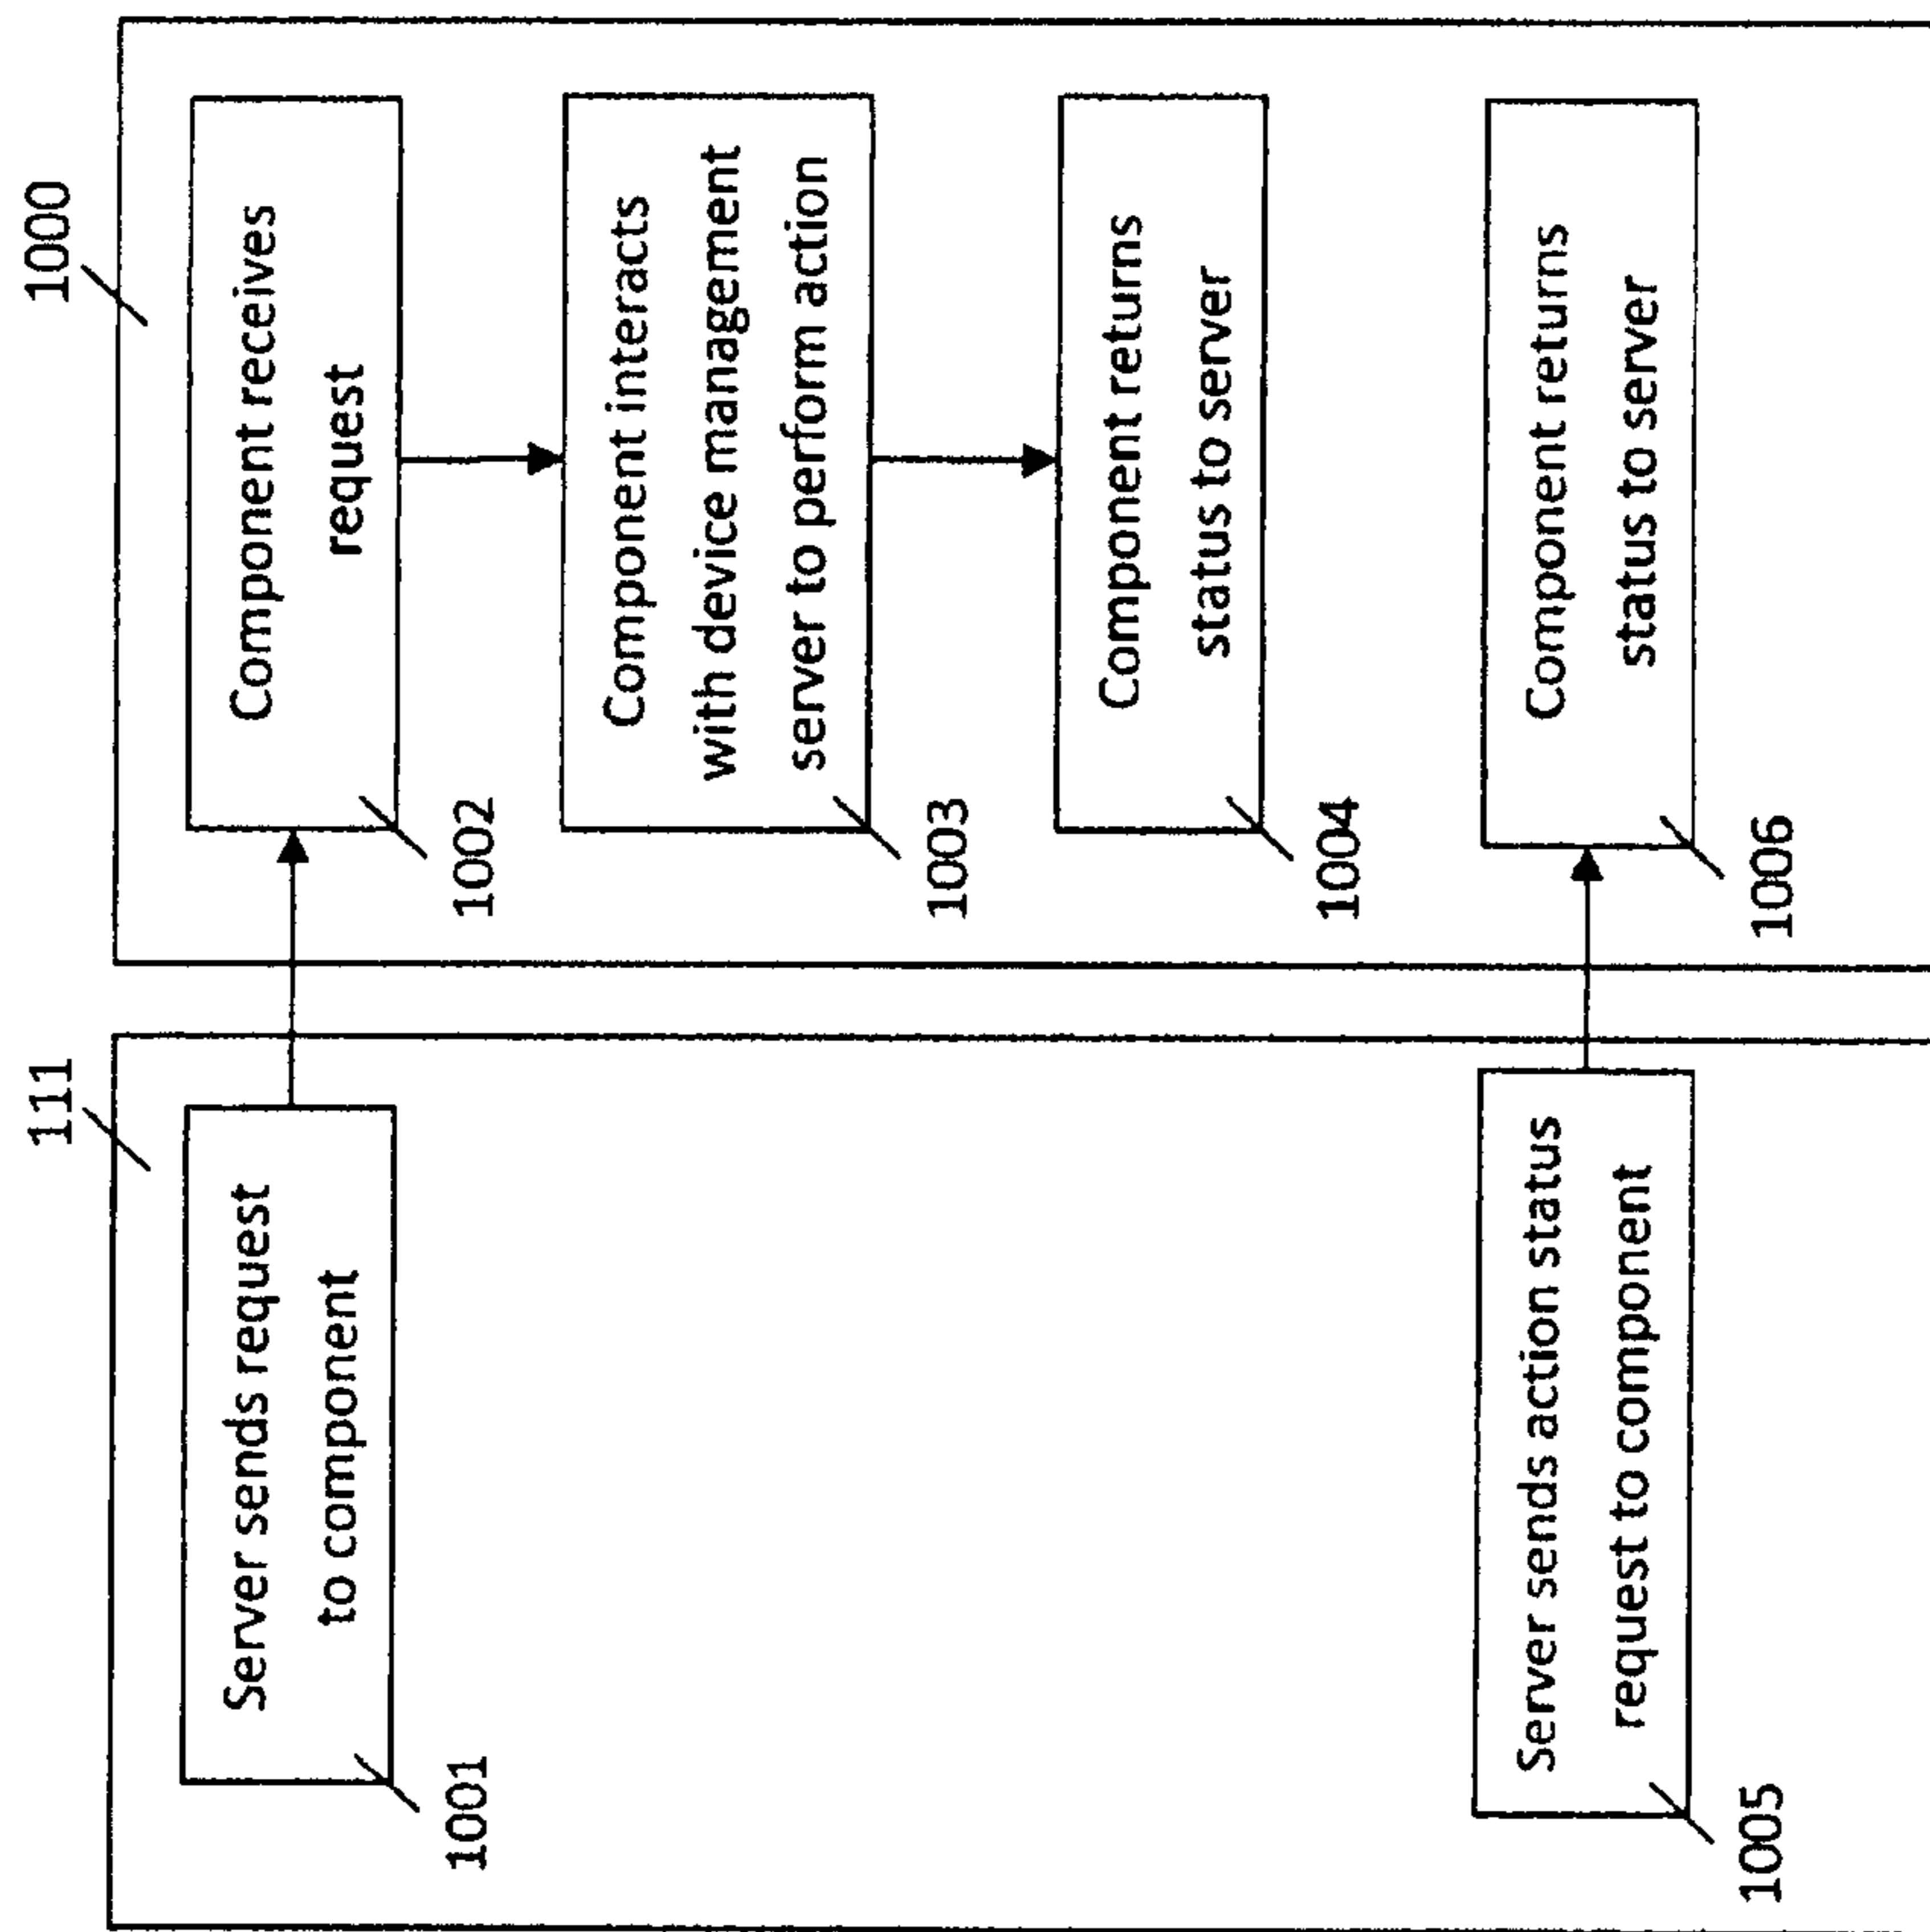 111
1000
Server sends request
to component
1001
Component receives
request
1002
Component interacts
with device management
server to perform action
1003
Component returns
status to server
1004
Server sends action status
request to component
1005
Component returns
status to server
1006